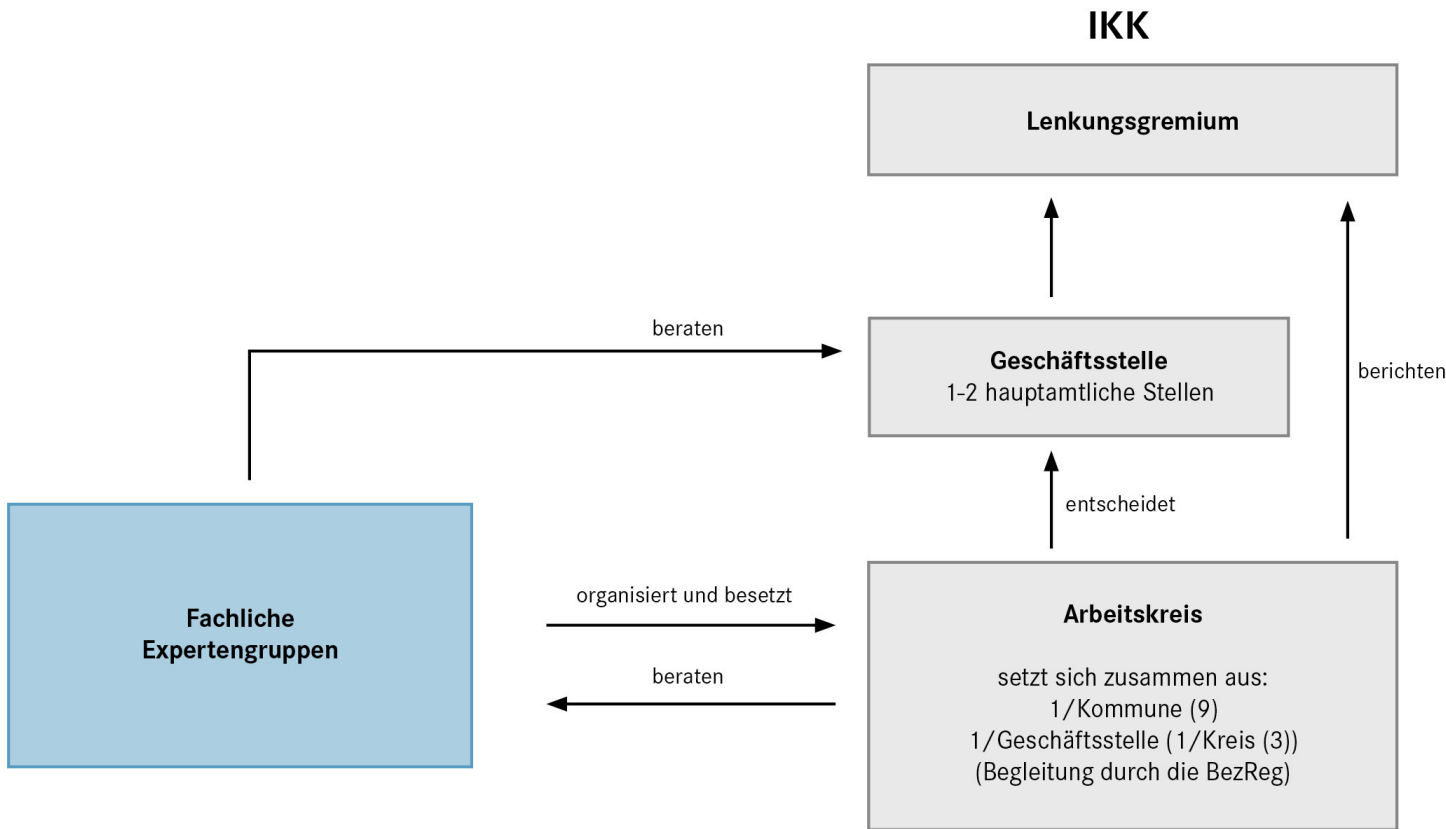 IKK
Lenkungsgremium
beraten
Geschäftsstelle
1-2 hauptamtliche Stellen
berichten
entscheidet
Fachliche
Expertengruppen
organisiert und besetzt
beraten
Arbeitskreis
setzt sich zusammen aus:
1/Kommune (9)
1/Geschäftsstelle (1/Kreis (3))
(Begleitung durch die BezReg)